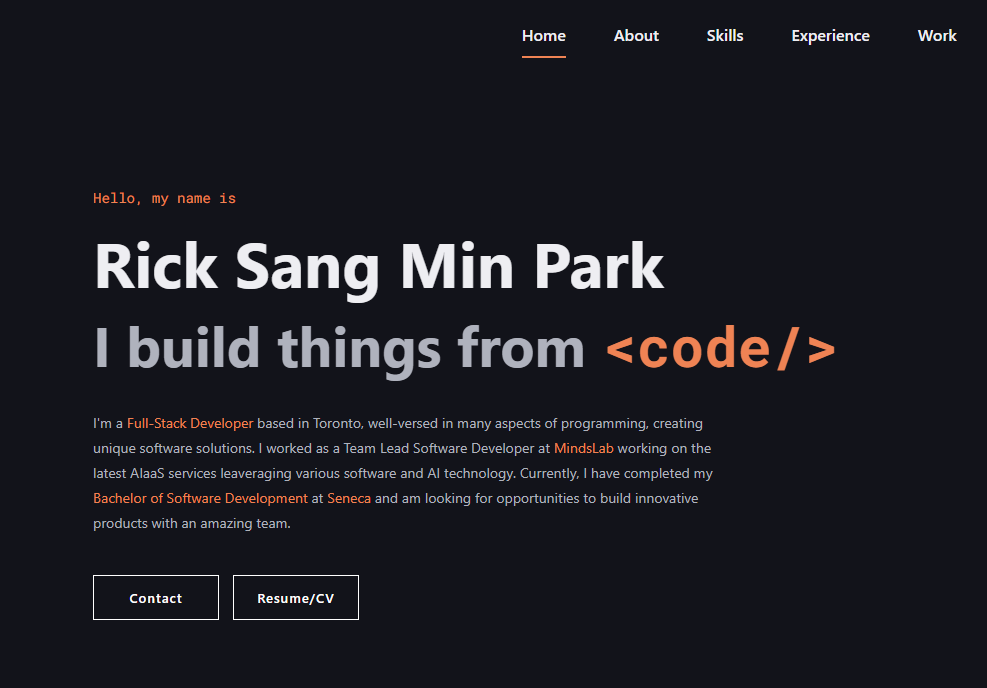 Home About Skills Experience Work
Hello, my name is
Rick Sang Min Park
I build things from <code/>
I'm a Full-Stack Developer based in Toronto, well-versed in many aspects of programming, creating
unique software solutions. I worked as a Team Lead Software Developer at MindsLab working on the
latest AIaaS services leaveraging various software and AI technology. Currently, I have completed my
Bachelor of Software Development at Seneca and am looking for opportunities to build innovative
products with an amazing team.
Contact Resume/CV